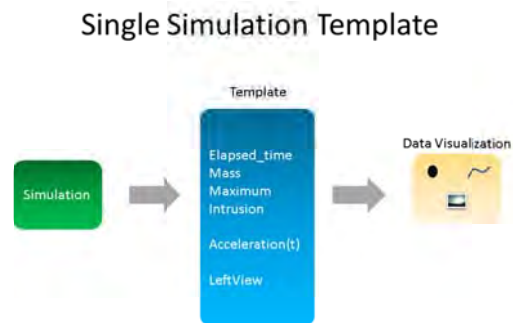 Single Simulation Template
Template
Data Visualization
Simulation
Elapsed_time
Mass
Maximum
Intrusion
Acceleration(t)
LeftView